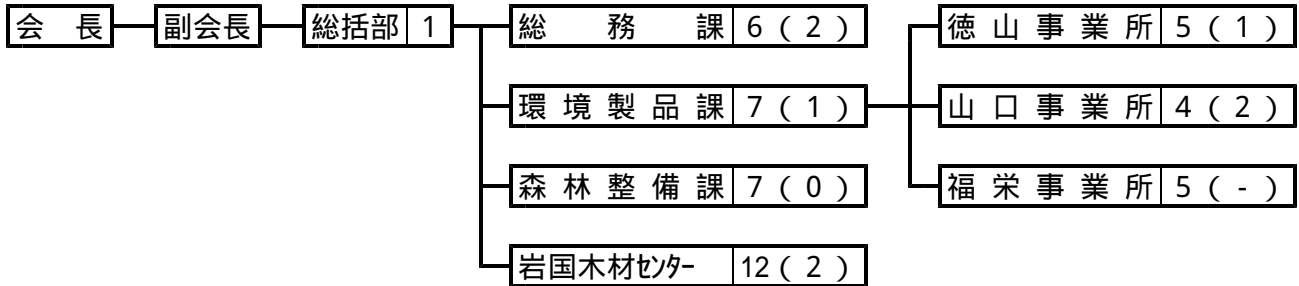 会 長 副会長 総括部 1 総 務 課 6 ( 2 ) 徳 山 事 業 所 5 ( 1 )
環 境 製 品 課 7 ( 1 ) 山 口 事 業 所 4 ( 2 )
森 林 整 備 課 7 ( 0 ) 福 栄 事 業 所 5 ( - )
岩国木材ｾﾝﾀｰ 12 ( 2 )